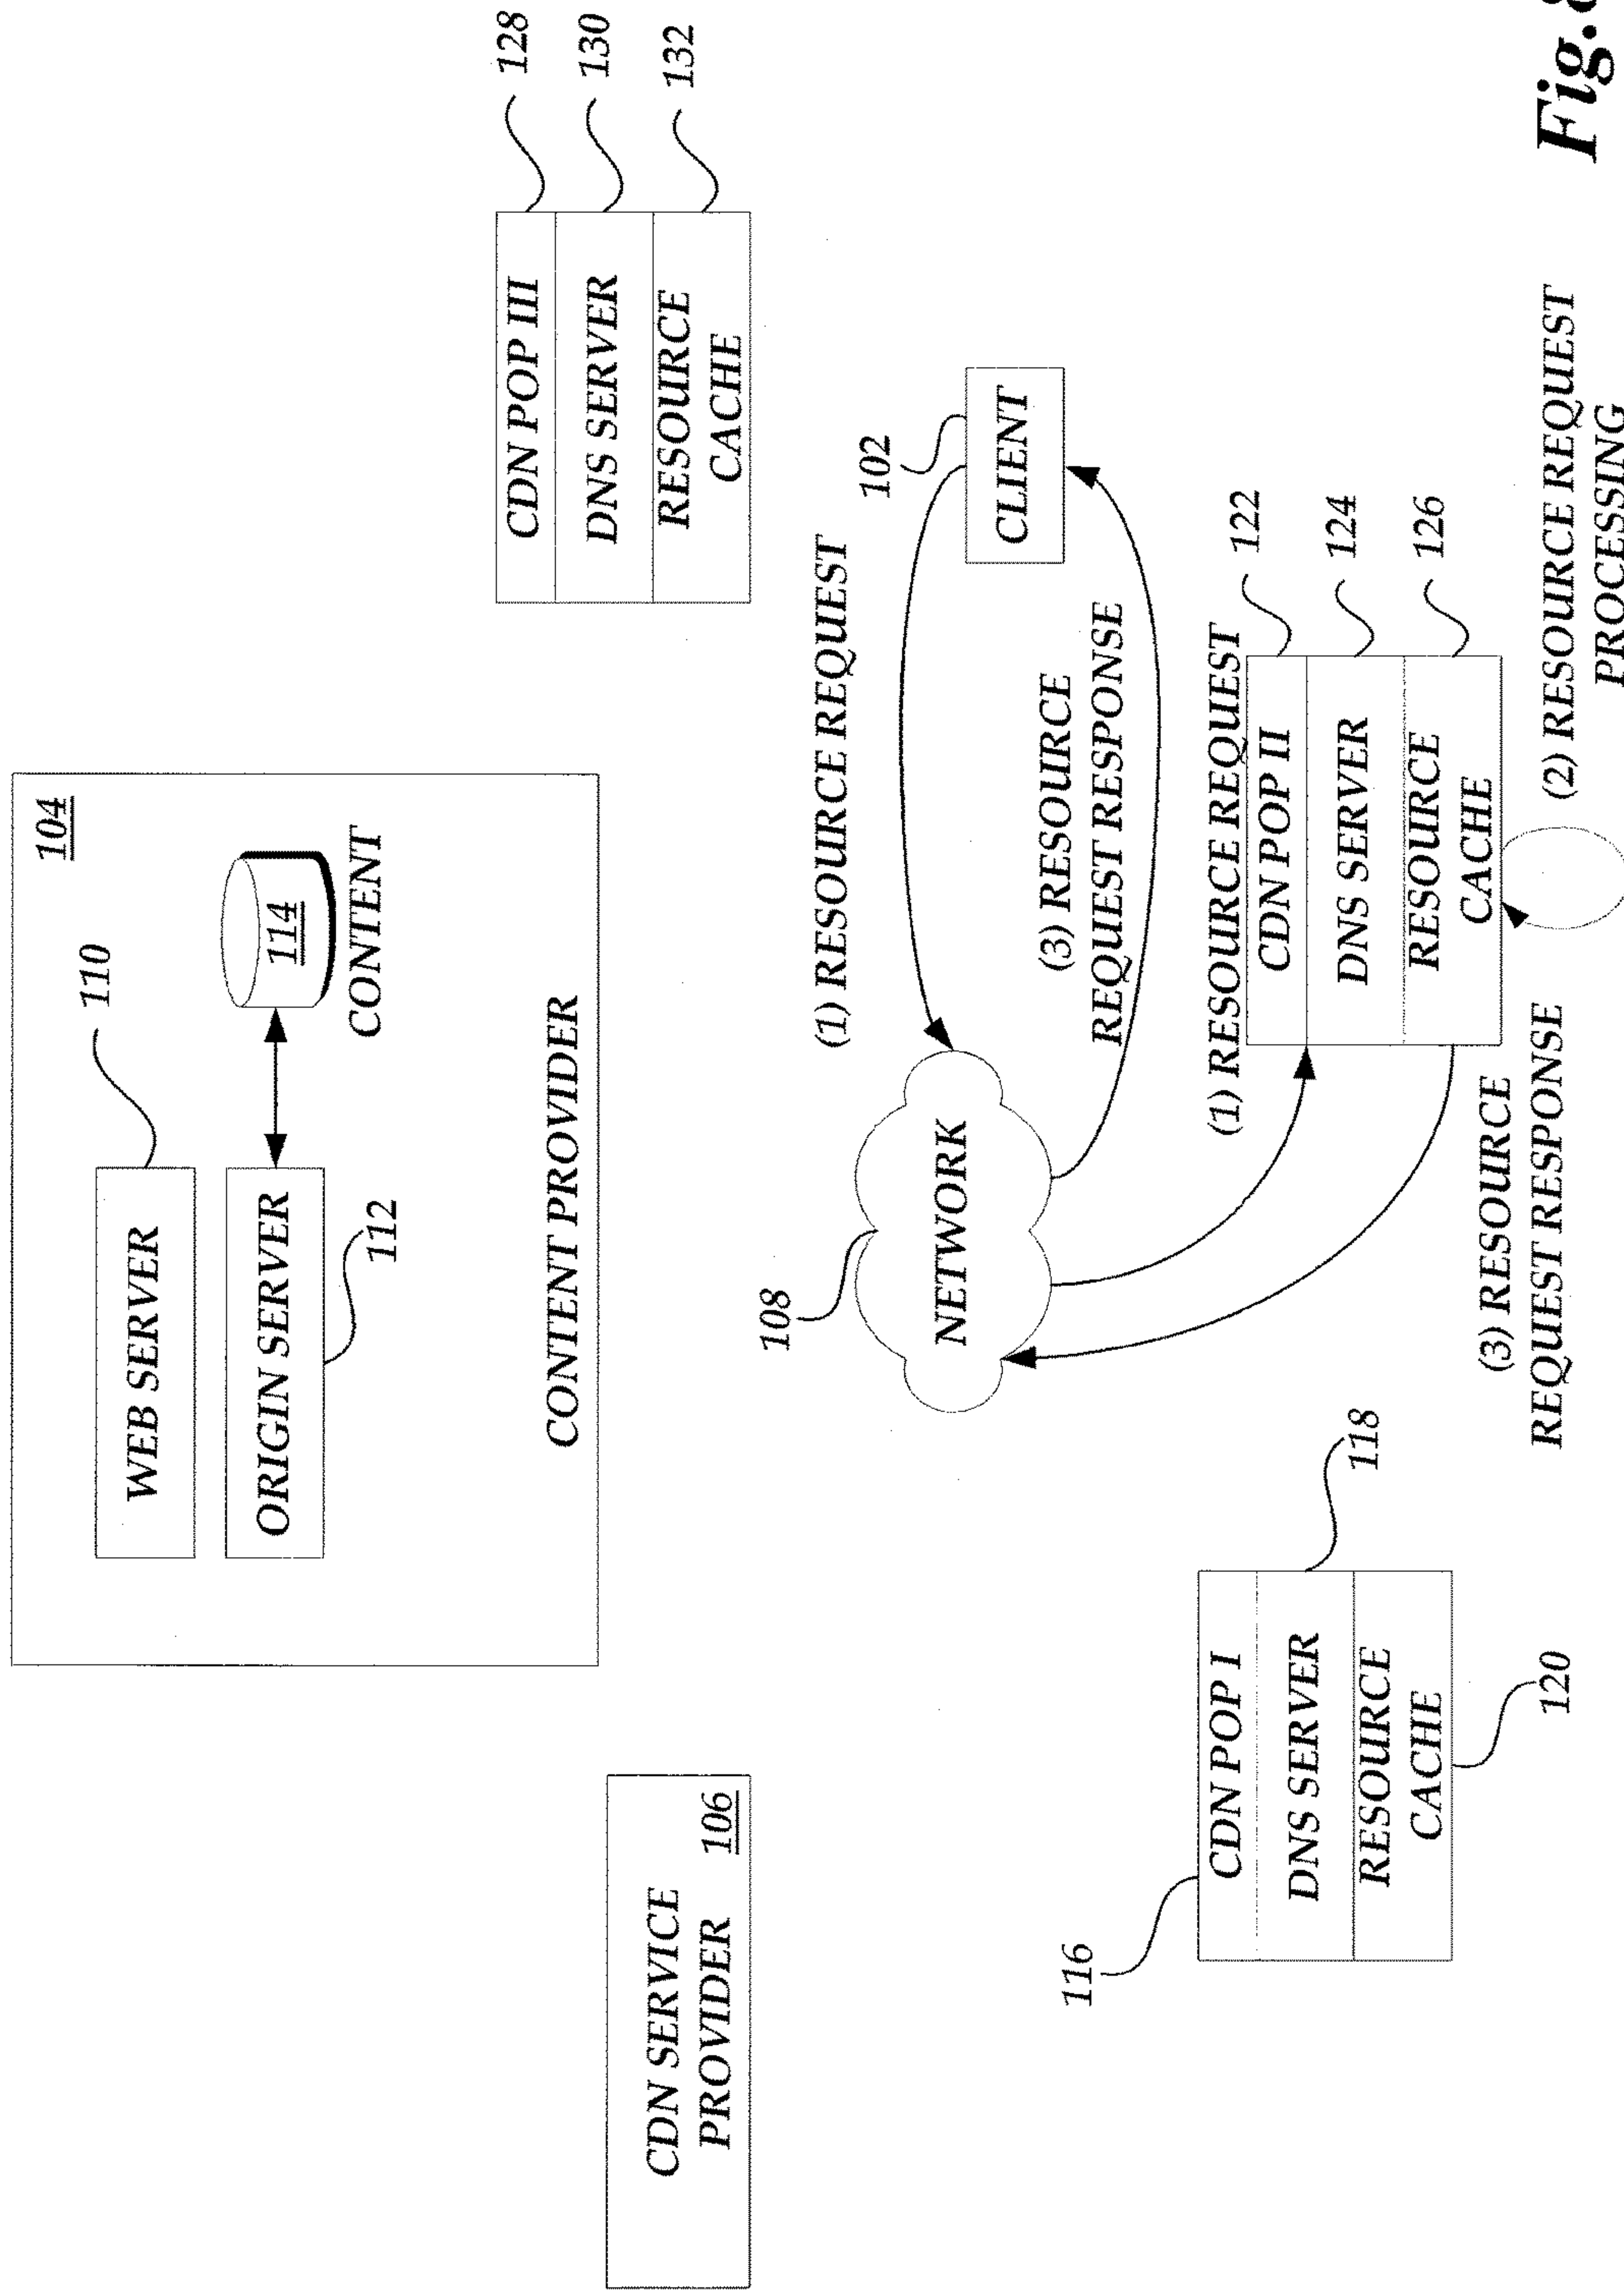 104
110
WEB SERVER
ORIGIN SERVER
114
112
CONTENT
CONTENT PROVIDER
CDN SERVICE
PROVIDER
106
CDN POP III
DNS SERVER
RESOURCE
CACHE
128
130
132
(1) RESOURCE REQUEST
102
CLIENT
108
NETWORK
(3) RESOURCE
REQUEST RESPONSE
116
CDN POP I
DNS SERVER
RESOURCE
CACHE
118
120
(1) RESOURCE REQUEST
CDN POP II
DNS SERVER
RESOURCE
CACHE
122
124
126
(3) RESOURCE
REQUEST RESPONSE
(2) RESOURCE REQUEST
PROCESSING
Fig.